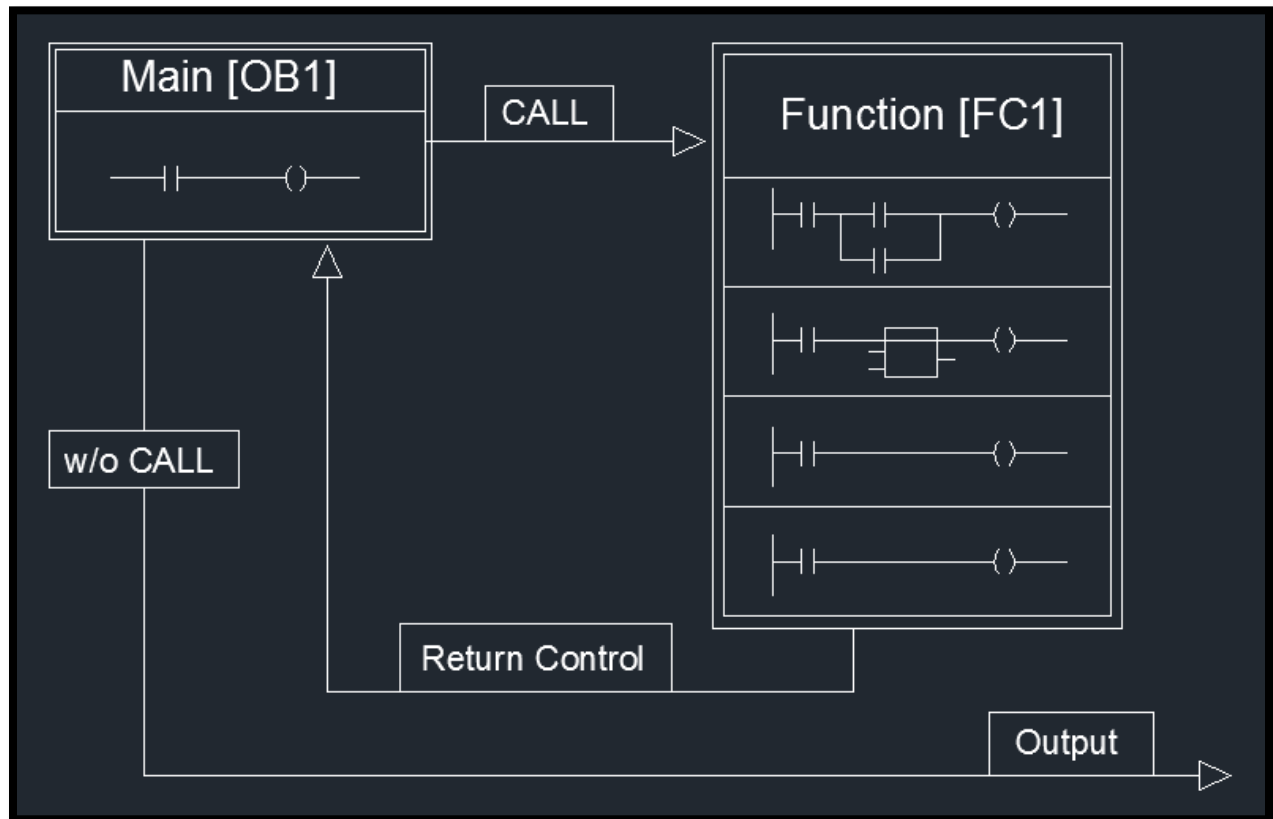 Main [OB1]
CALL
Function [FC1]
w/o CALL
Return Control
Output